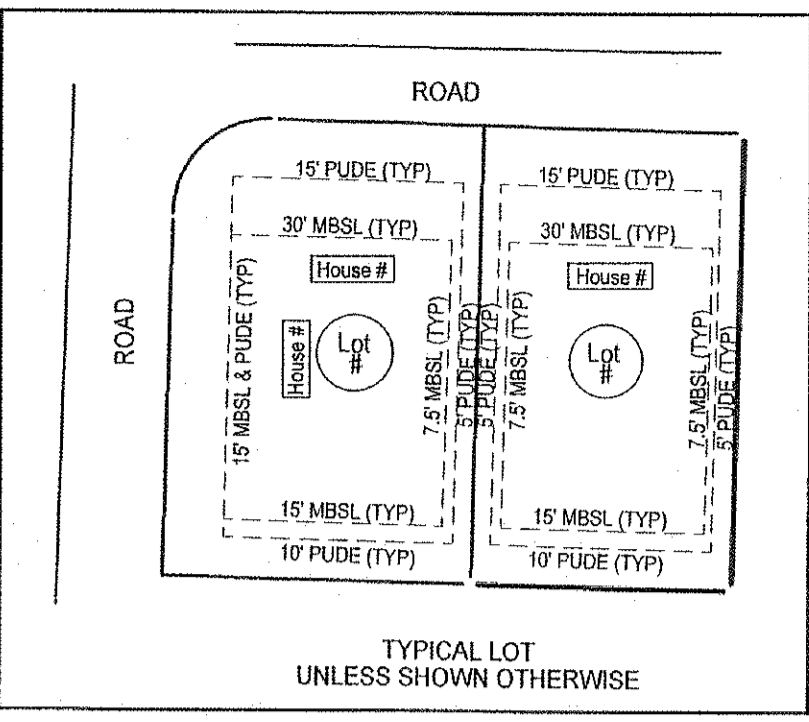 ROAD
15' PUDE (TYP)
15' PUDE (TYP)
30' MBSL (TYP)
30' MBSL (TYP)
House #
House #
ROAD
15' MBSL & PUDE (TYP)
House #
Lot
#
7.5' MBSL (TYP)
5' PUDE (TYP)
5' PUDE (TYP)
7.5' MBSL (TYP)
Lot
#
7.5' MBSL (TYP)
5' PUDE (TYP)
15' MBSL (TYP)
15' MBSL (TYP)
10' PUDE (TYP)
10' PUDE (TYP)
TYPICAL LOT
UNLESS SHOWN OTHERWISE